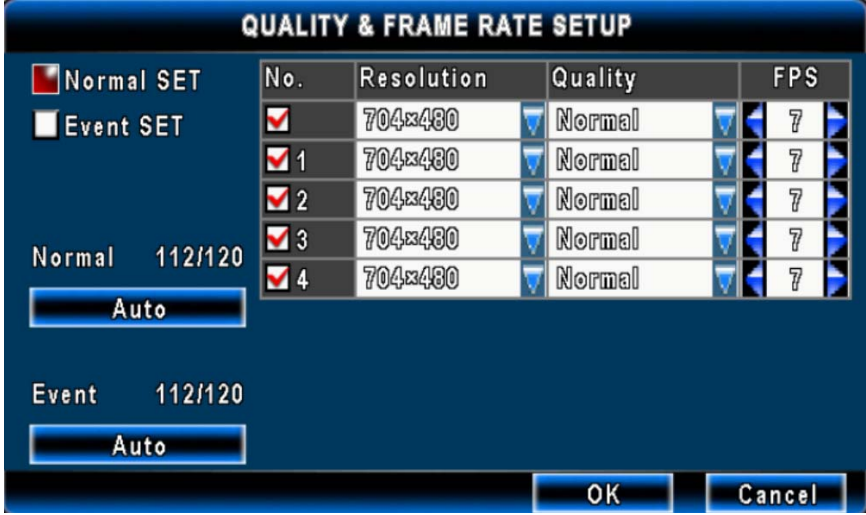 QUALITY & FRAME RATE SETUP
Normal SET
Event SET
No. Resolution Quality FPS
704×480 Normal 7
1 704×480 Normal 7
2 704×480 Normal 7
3 704×480 Normal 7
4 704×480 Normal 7
Normal 112/120
Auto
Event 112/120
Auto
OK Cancel